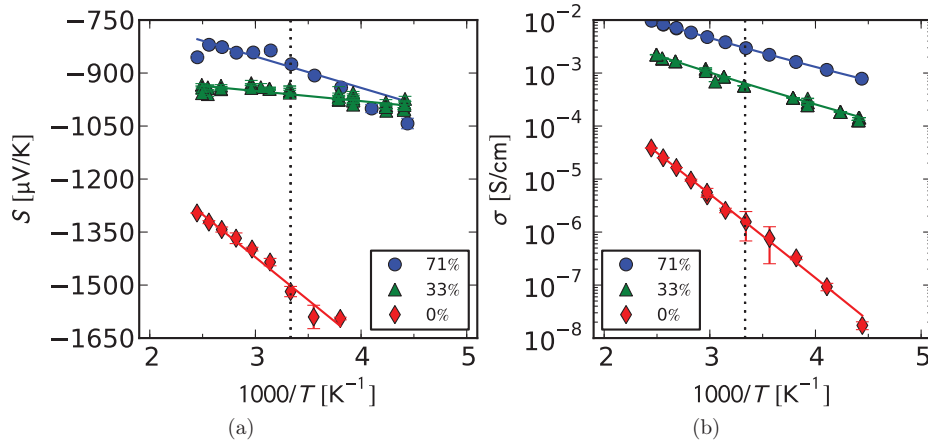 −750
−900
−1050
−1200
−1350
−1500
−1650
S [μV/K]
2 3 4 5
1000/T [K⁻¹]
71%
33%
0%
(a)
10⁻²
10⁻³
10⁻⁴
10⁻⁵
10⁻⁶
10⁻⁷
10⁻⁸
σ [S/cm]
2 3 4 5
1000/T [K⁻¹]
71%
33%
0%
(b)